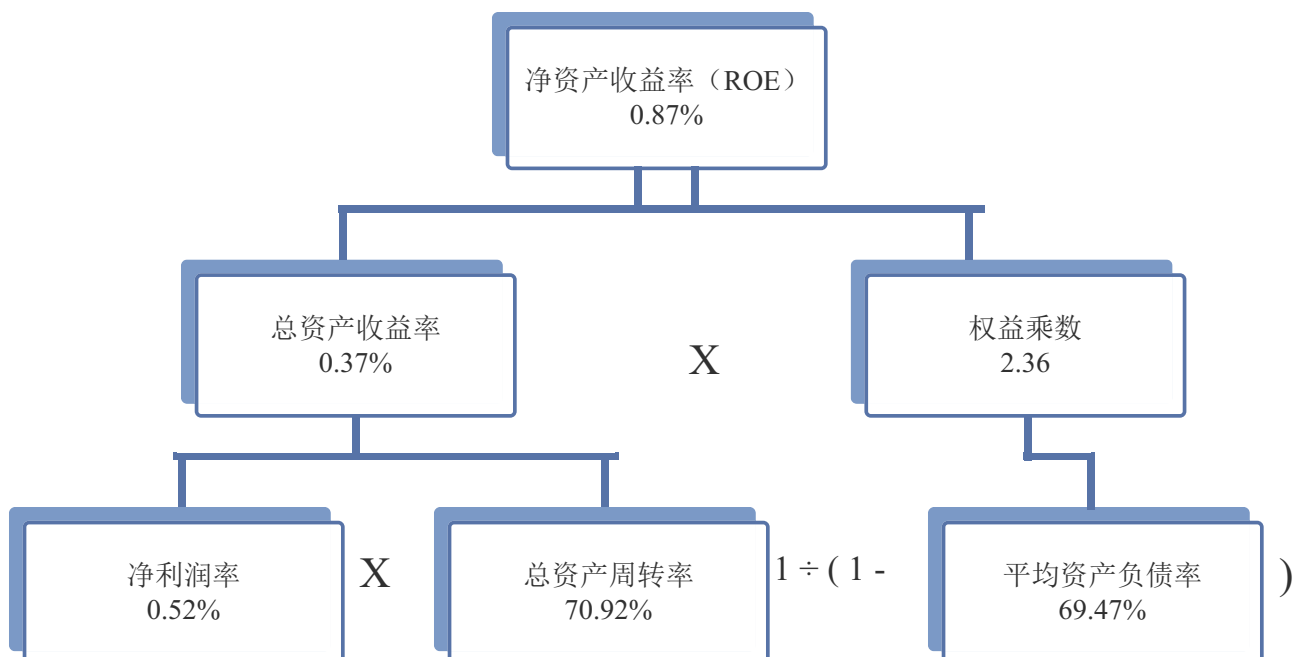 净资产收益率（ROE）
0.87%
总资产收益率
0.37%
X
权益乘数
2.36
净利润率
0.52%
X
总资产周转率
70.92%
1 ÷ ( 1 -
平均资产负债率
69.47%
)